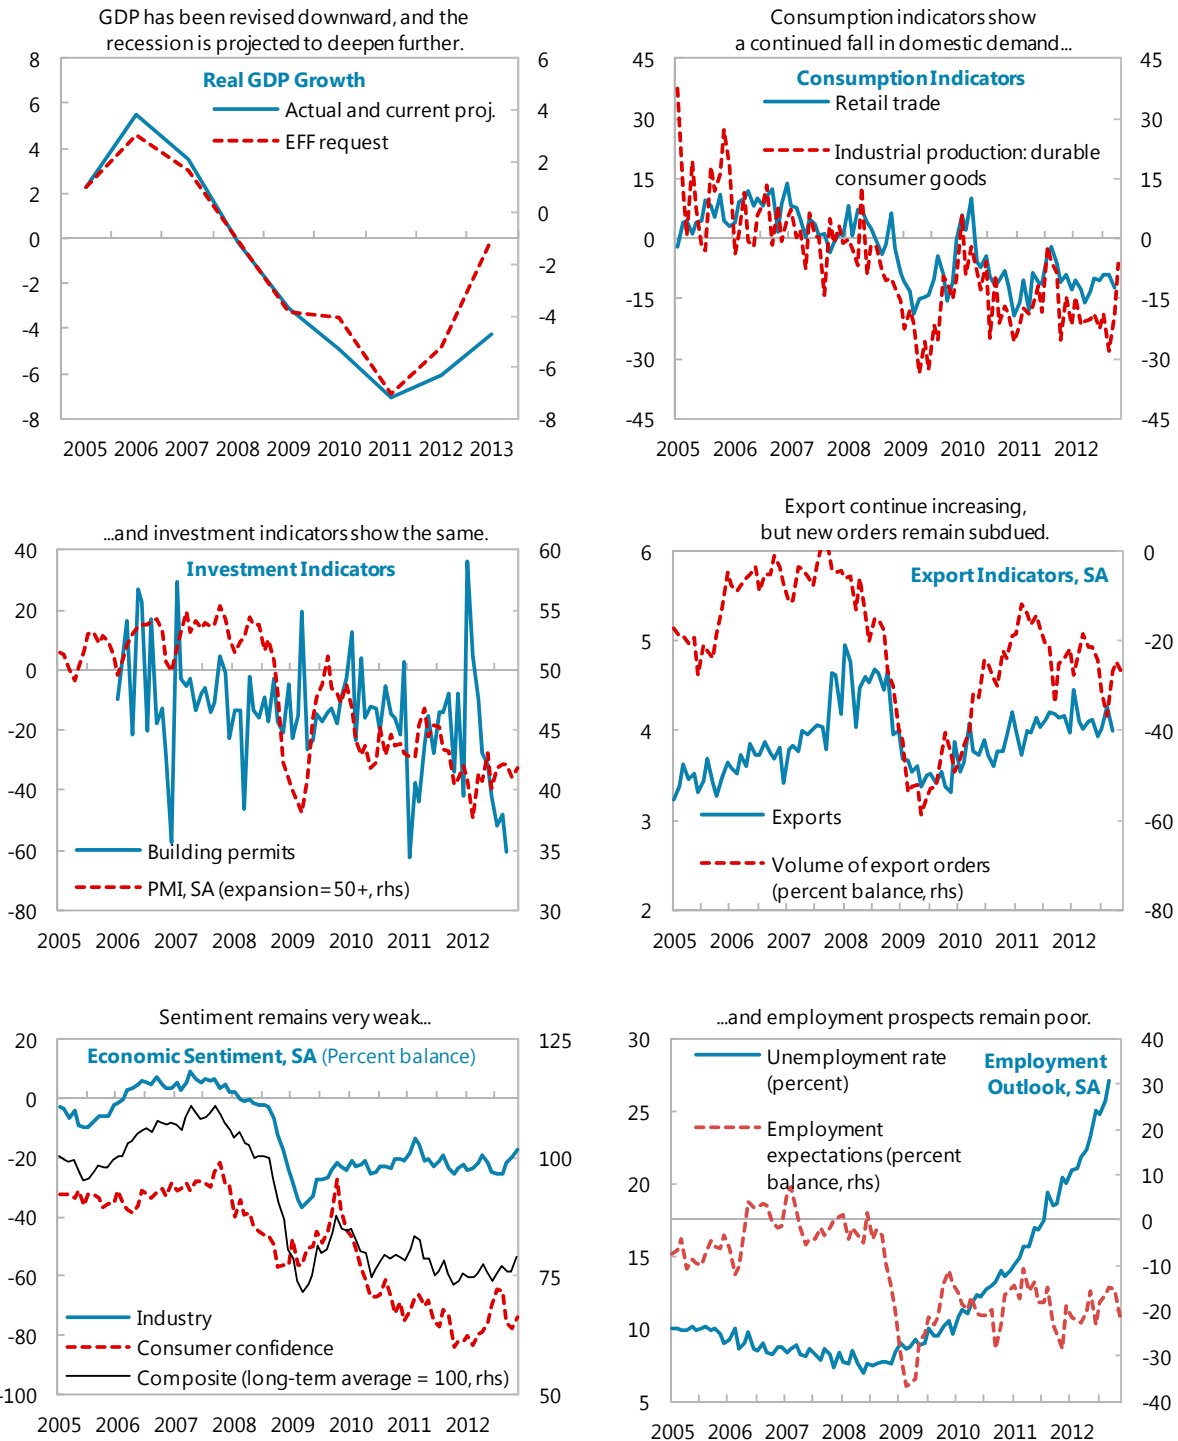 GDP has been revised downward, and the
recession is projected to deepen further.
Real GDP Growth
Actual and current proj.
EFF request
8
6
4
2
0
-2
-4
-6
-8
6
4
2
0
-2
-4
-6
-8
2005 2006 2007 2008 2009 2010 2011 2012 2013
Consumption indicators show
a continued fall in domestic demand...
Consumption Indicators
Retail trade
Industrial production: durable
consumer goods
45
30
15
0
-15
-30
-45
45
30
15
0
-15
-30
-45
2005 2006 2007 2008 2009 2010 2011 2012
...and investment indicators show the same.
Investment Indicators
40
20
0
-20
-40
-60
-80
60
55
50
45
40
35
30
Building permits
PMI, SA (expansion=50+, rhs)
2005 2006 2007 2008 2009 2010 2011 2012
Export continue increasing,
but new orders remain subdued.
Export Indicators, SA
6
5
4
3
2
0
-20
-40
-60
-80
Exports
Volume of export orders
(percent balance, rhs)
2005 2006 2007 2008 2009 2010 2011 2012
Sentiment remains very weak...
Economic Sentiment, SA (Percent balance)
20
0
-20
-40
-60
-80
-100
125
100
75
50
Industry
Consumer confidence
Composite (long-term average = 100, rhs)
2005 2006 2007 2008 2009 2010 2011 2012
...and employment prospects remain poor.
Unemployment rate
(percent)
Employment
Outlook, SA
Employment
expectations (percent
balance, rhs)
30
25
20
15
10
5
40
30
20
10
0
-10
-20
-30
-40
2005 2006 2007 2008 2009 2010 2011 2012